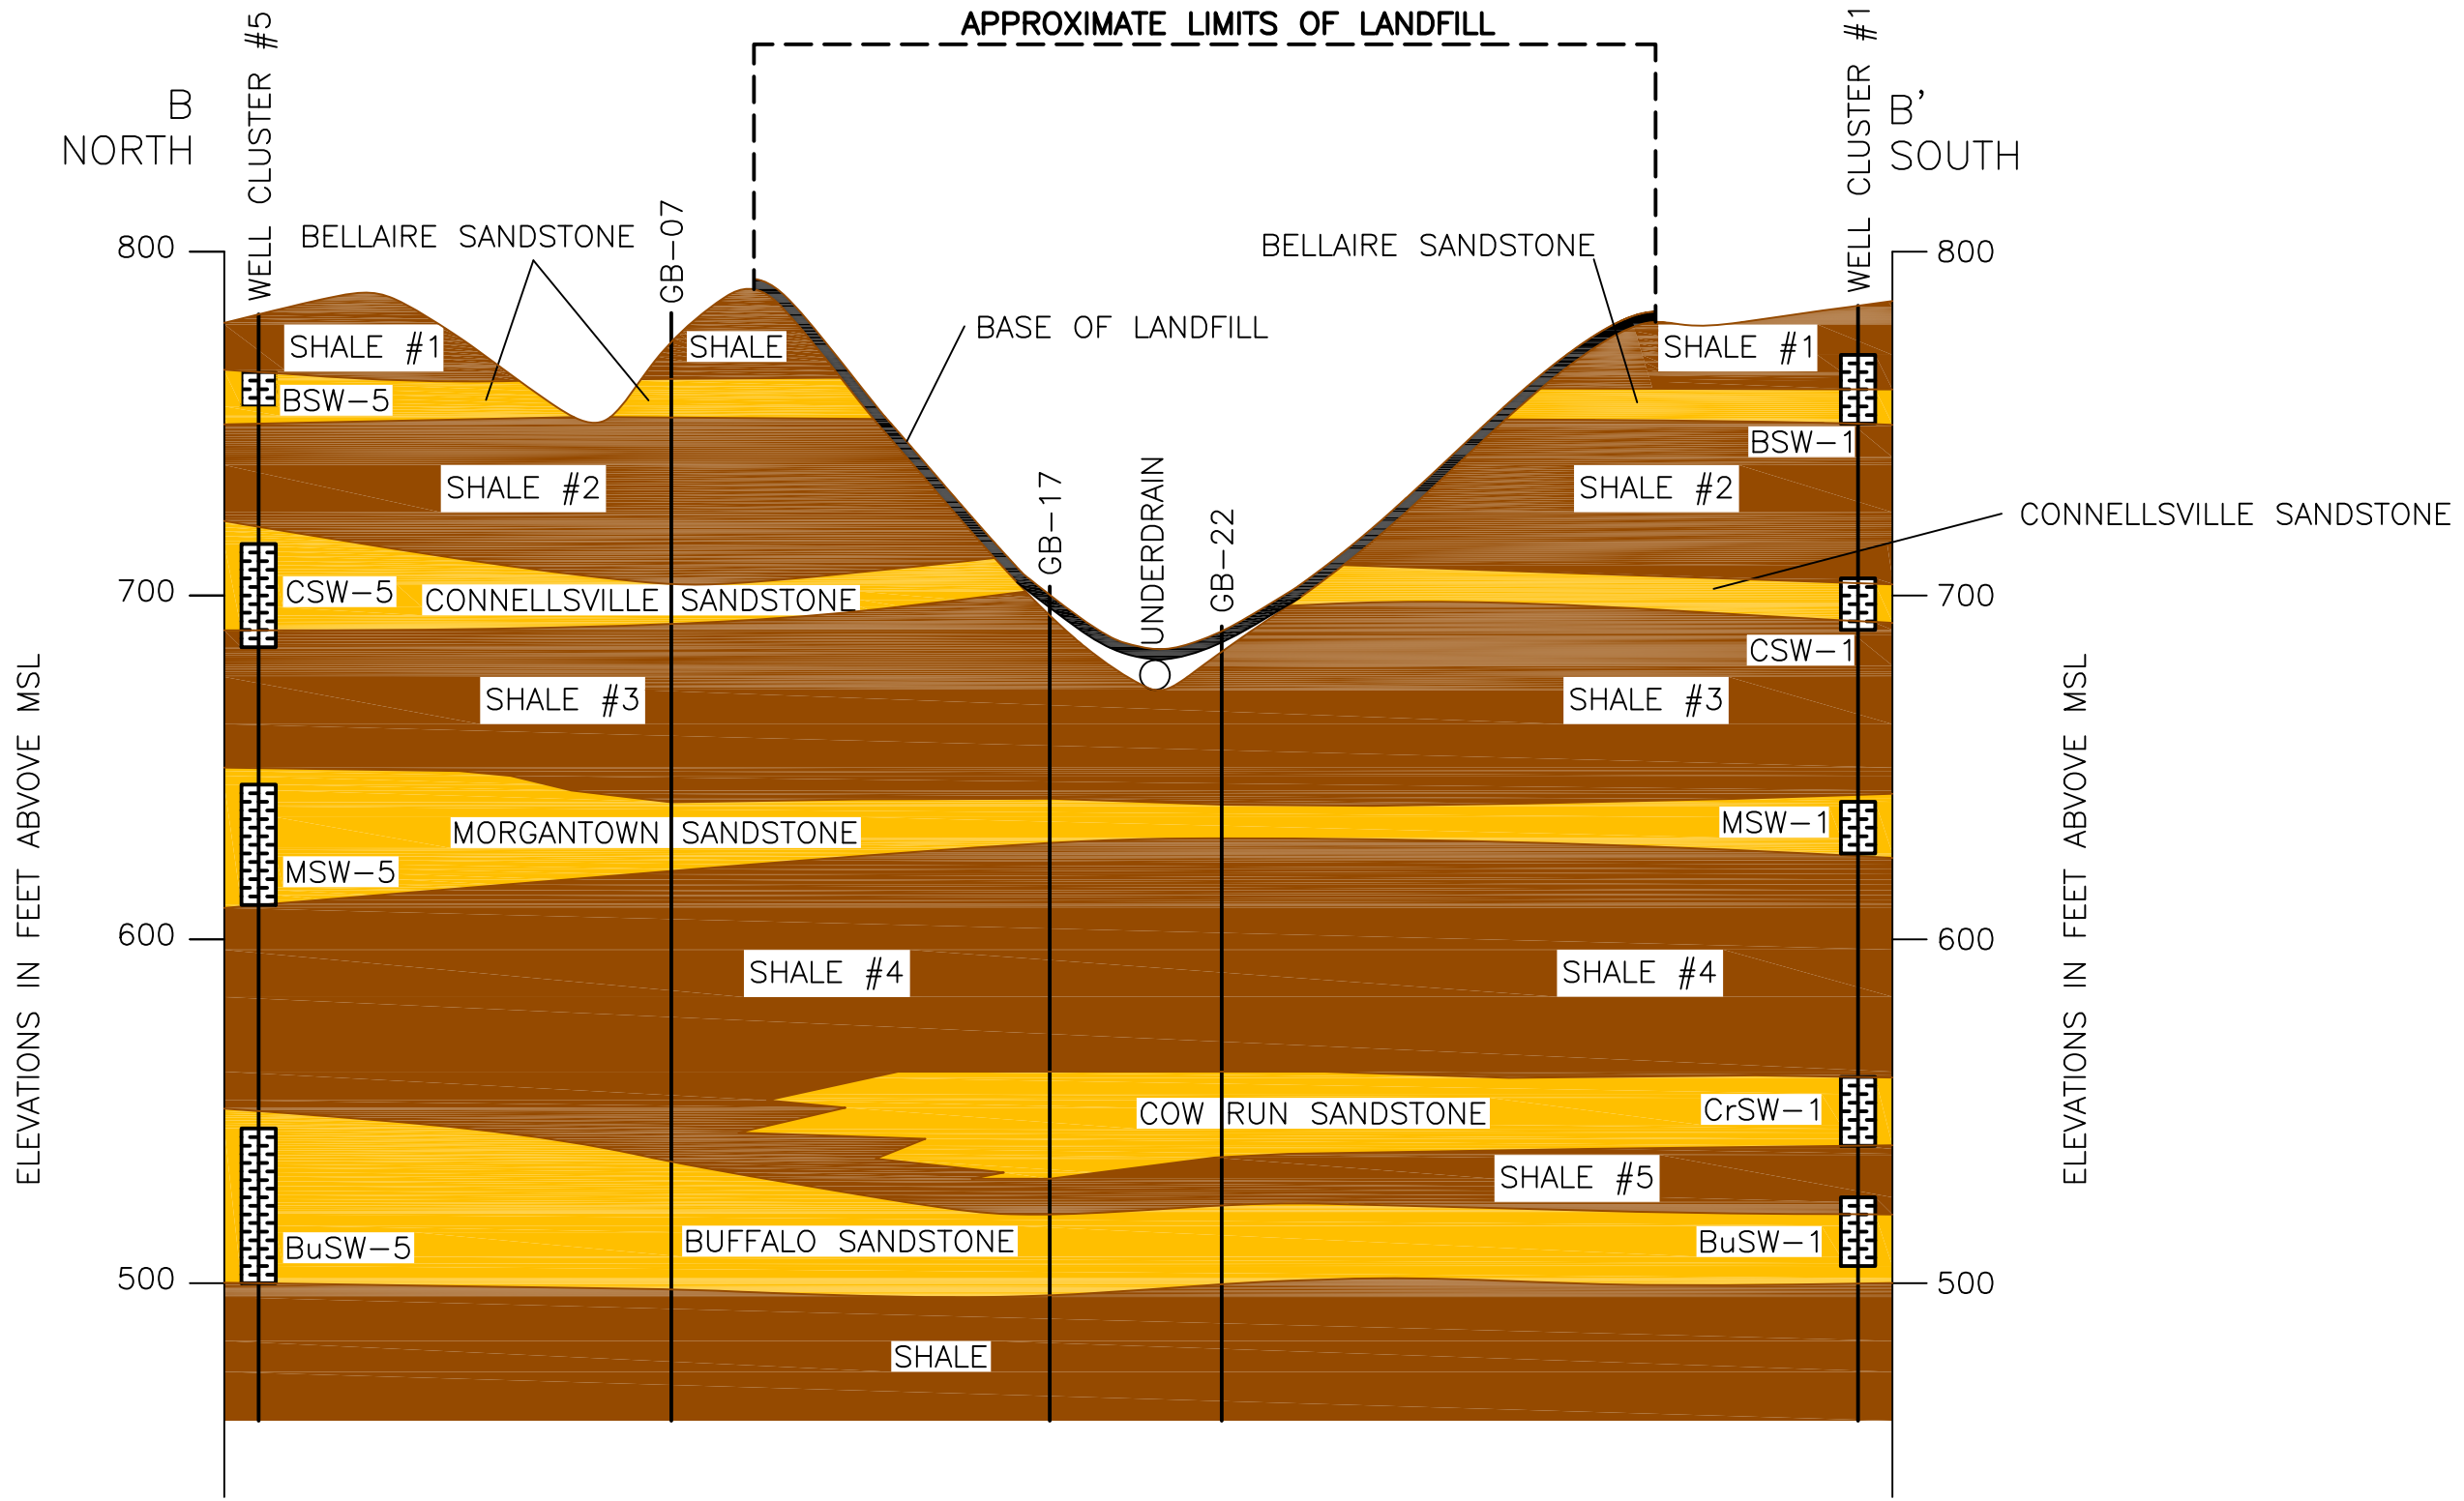 APPROXIMATE LIMITS OF LANDFILL
WELL CLUSTER #5
WELL CLUSTER #1
B
NORTH
B'
SOUTH
GB-07
BELLAIRE SANDSTONE
BELLAIRE SANDSTONE
800
800
BASE OF LANDFILL
SHALE #1
SHALE
SHALE #1
BSW-5
BSW-1
SHALE #2
SHALE #2
GB-17
UNDERDRAIN
GB-22
CONNELLSVILLE SANDSTONE
700
CSW-5
CONNELLSVILLE SANDSTONE
700
CSW-1
SHALE #3
SHALE #3
MORGANTOWN SANDSTONE
MSW-1
MSW-5
ELEVATIONS IN FEET ABVOVE MSL
ELEVATIONS IN FEET ABVOVE MSL
600
600
SHALE #4
SHALE #4
COW RUN SANDSTONE
CrSW-1
SHALE #5
BuSW-5
BUFFALO SANDSTONE
BuSW-1
500
500
SHALE